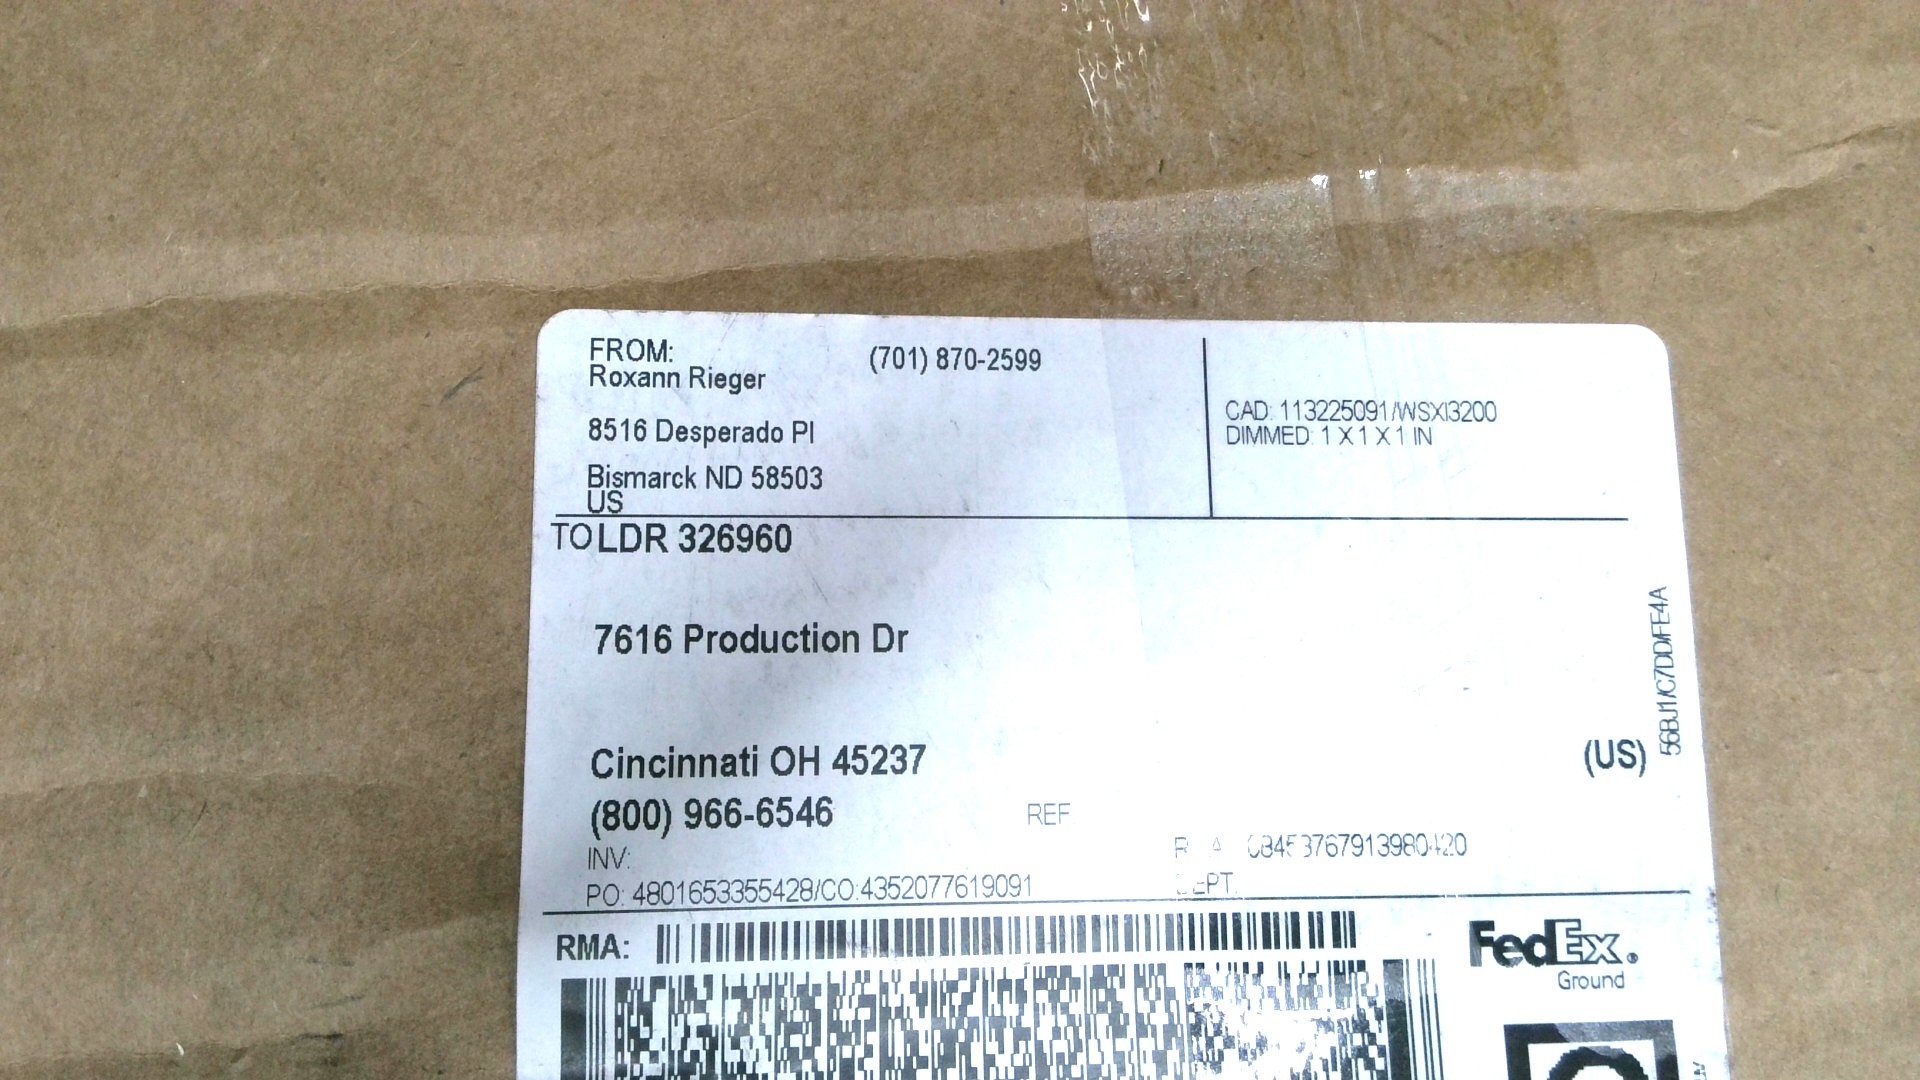 FROM:
Roxann Rieger
(701) 870-2599
8516 Desperado Pl
Bismarck ND 58503
US
CAD: 113225091/WSXI3200
DIMMED: 1 X 1 X 1 IN
TO LDR 326960
7616 Production Dr
Cincinnati OH 45237
(US)
(800) 966-6546
REF:
INV:
PO: 4801653355428/CO:4352077619091
RMA:
FedEx.
Ground